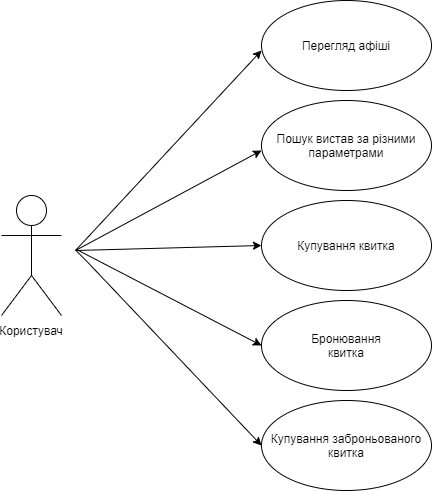 Перегляд афіші
Пошук вистав за різними
параметрами
Купування квитка
Користувач
Бронювання
квитка
Купування заброньованого
квитка